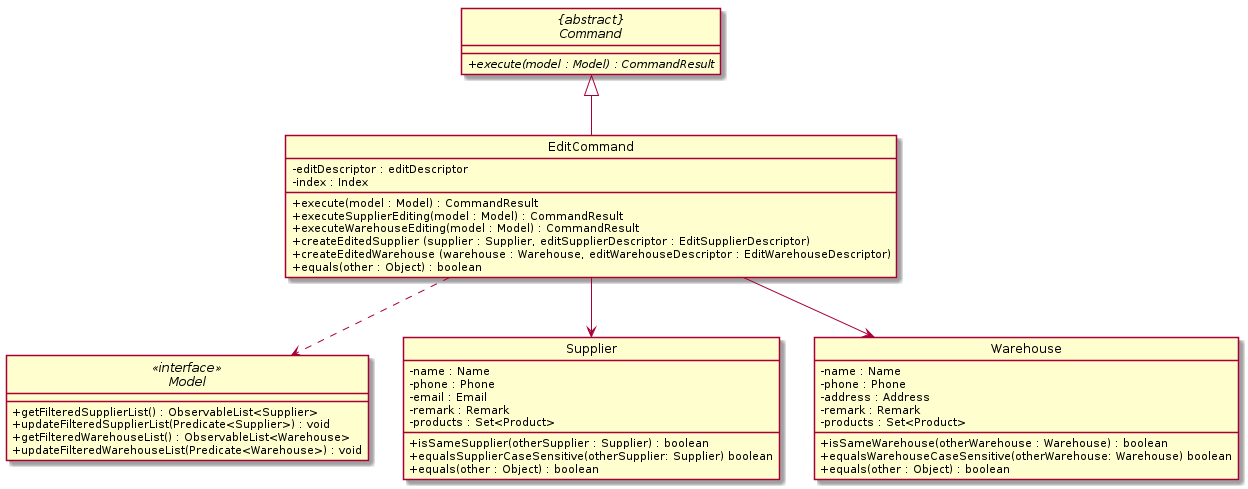 {abstract}
Command
+execute(model : Model) : CommandResult
EditCommand
-editDescriptor : editDescriptor
-index : Index
+execute(model : Model) : CommandResult
+executeSupplierEditing(model : Model) : CommandResult
+executeWarehouseEditing(model : Model) : CommandResult
+createEditedSupplier (supplier : Supplier, editSupplierDescriptor : EditSupplierDescriptor)
+createEditedWarehouse (warehouse : Warehouse, editWarehouseDescriptor : EditWarehouseDescriptor)
+equals(other : Object) : boolean
«interface»
Model
+getFilteredSupplierList() : ObservableList<Supplier>
+updateFilteredSupplierList(Predicate<Supplier>) : void
+getFilteredWarehouseList() : ObservableList<Warehouse>
+updateFilteredWarehouseList(Predicate<Warehouse>) : void
Supplier
-name : Name
-phone : Phone
-email : Email
-remark : Remark
-products : Set<Product>
+isSameSupplier(otherSupplier : Supplier) : boolean
+equalsSupplierCaseSensitive(otherSupplier: Supplier) boolean
+equals(other : Object) : boolean
Warehouse
-name : Name
-phone : Phone
-address : Address
-remark : Remark
-products : Set<Product>
+isSameWarehouse(otherWarehouse : Warehouse) : boolean
+equalsWarehouseCaseSensitive(otherWarehouse: Warehouse) boolean
+equals(other : Object) : boolean